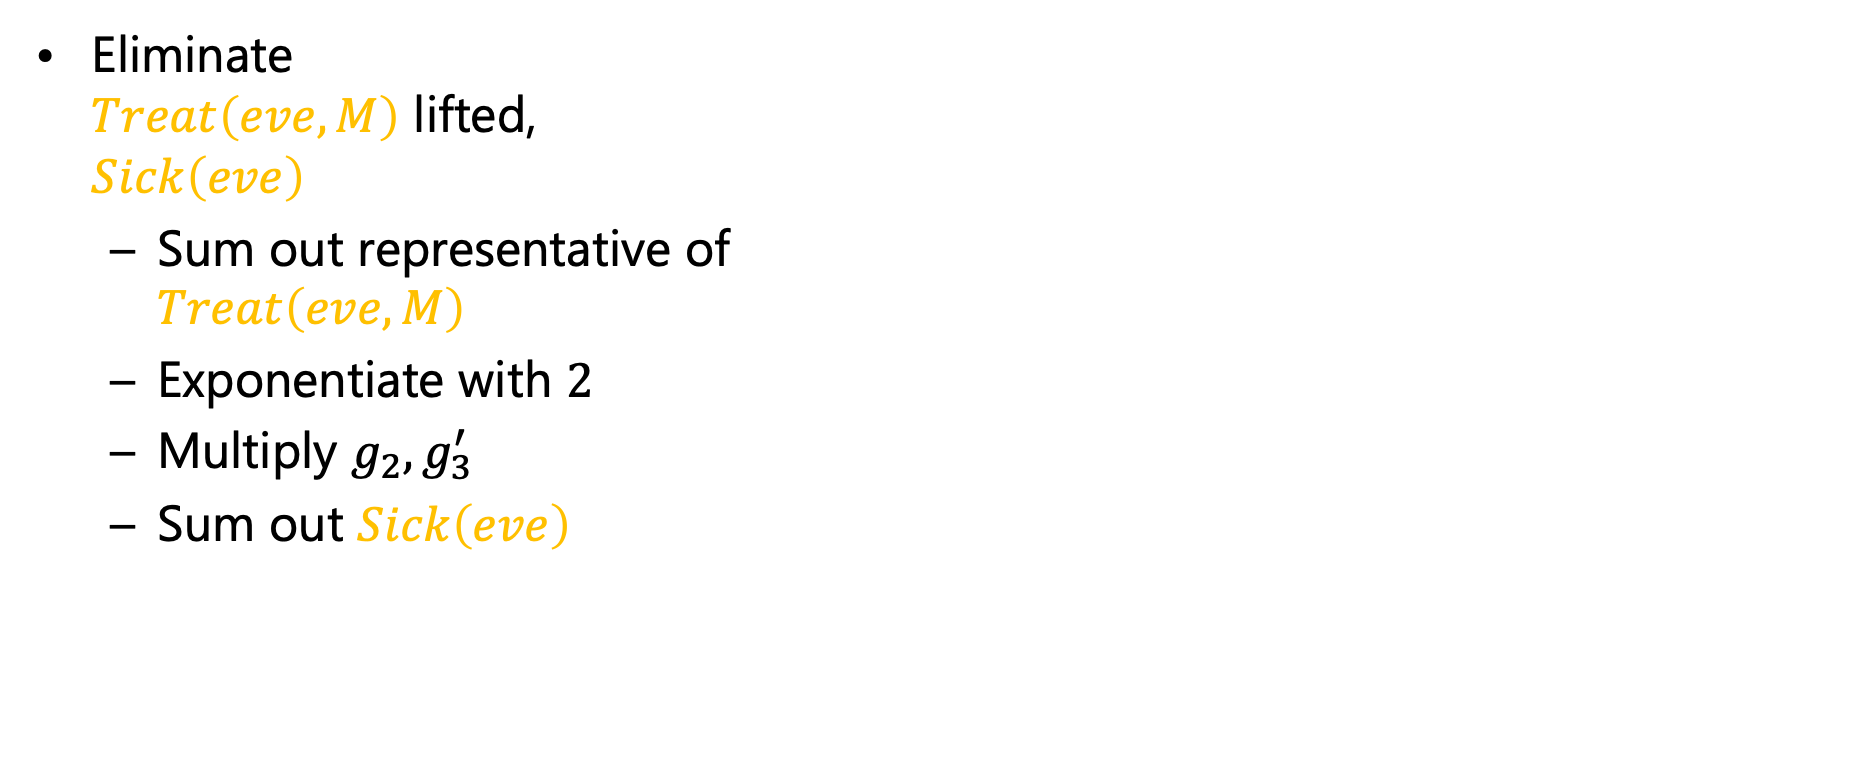 • Eliminate
𝑇𝑟𝑒𝑎𝑡(𝑒𝑣𝑒, 𝑀) lifted,
𝑆𝑖𝑐𝑘(𝑒𝑣𝑒)
– Sum out representative of
𝑇𝑟𝑒𝑎𝑡(𝑒𝑣𝑒, 𝑀)
– Exponentiate with 2
– Multiply 𝑔₂, 𝑔₃′
– Sum out 𝑆𝑖𝑐𝑘(𝑒𝑣𝑒)